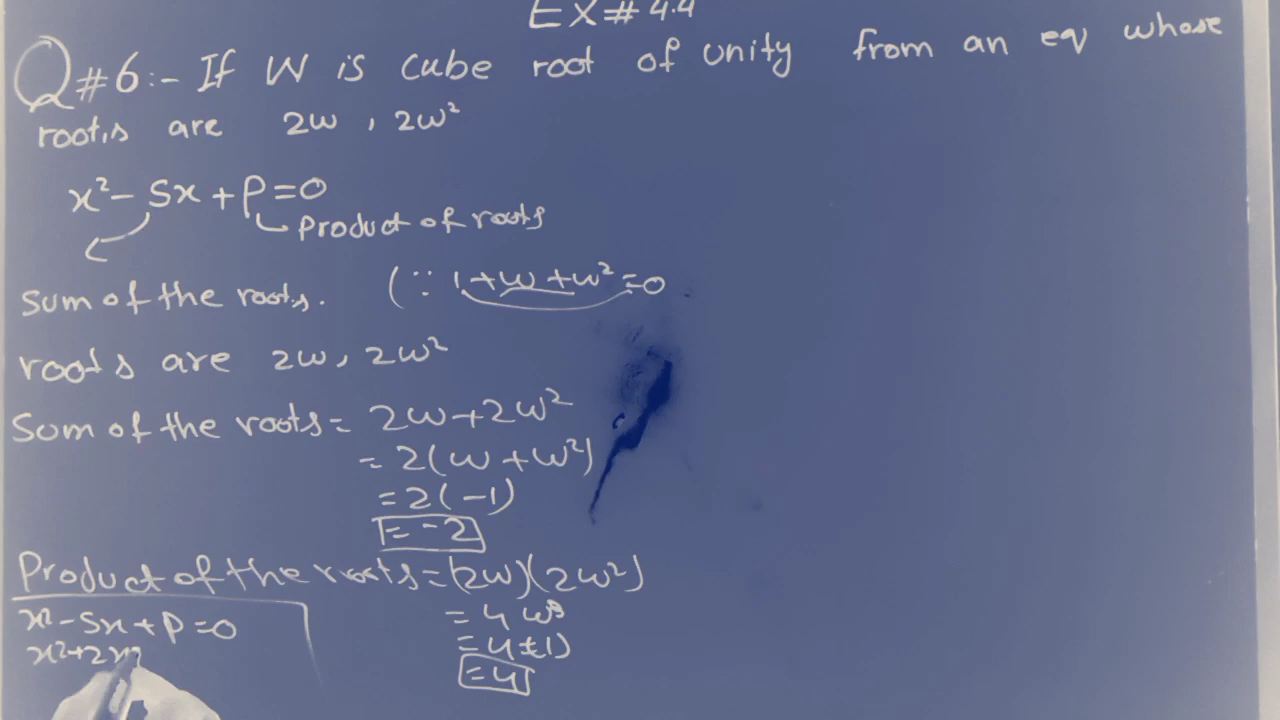 EX#4.4
Q#6:- If W is cube root of unity from an eq whose
roots are 2w, 2w²
x²-Sx+P=0
Product of roots
Sum of the roots. (∵ 1+w+w²=0
roots are 2w, 2w²
Sum of the roots= 2w+2w²
=2(w+w²)
=2(-1)
=-2
Product of the roots=(2w)(2w²)
=4w³
=4(1)
=4
x²-Sx+P=0
x²+2x